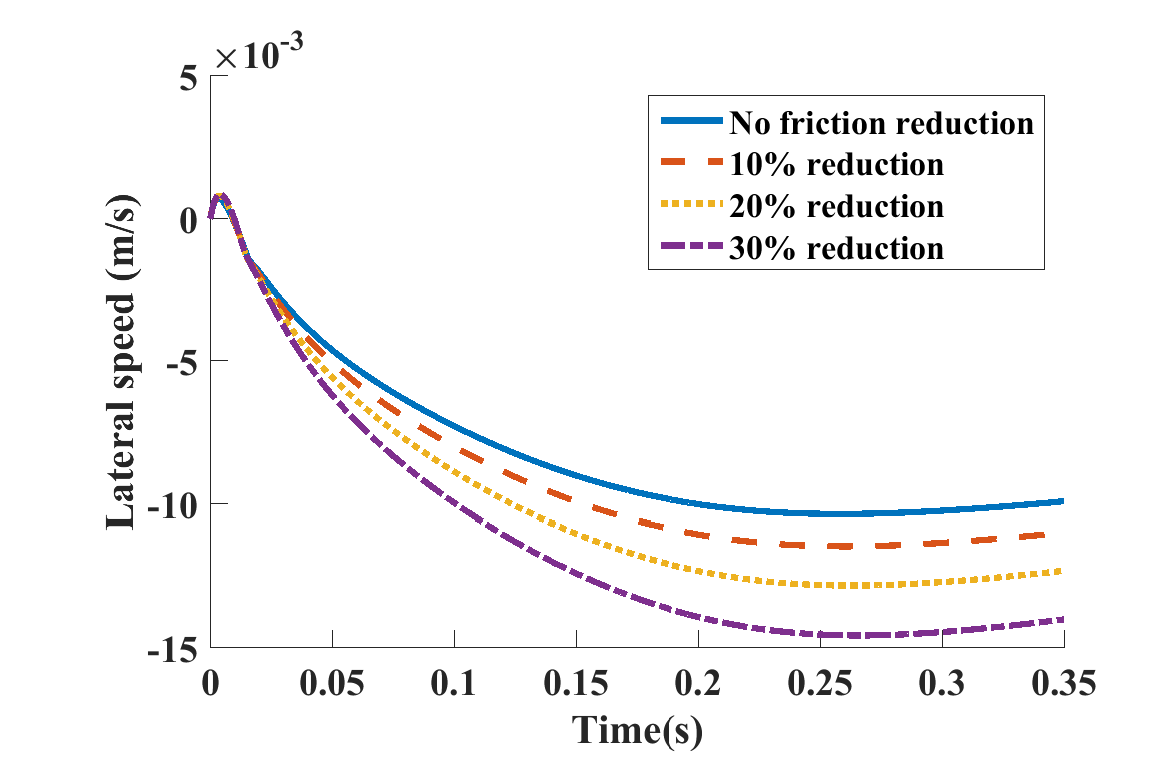 ×10-3
5
0
-5
-10
-15
Lateral speed (m/s)
No friction reduction
10% reduction
20% reduction
30% reduction
0 0.05 0.1 0.15 0.2 0.25 0.3 0.35
Time(s)